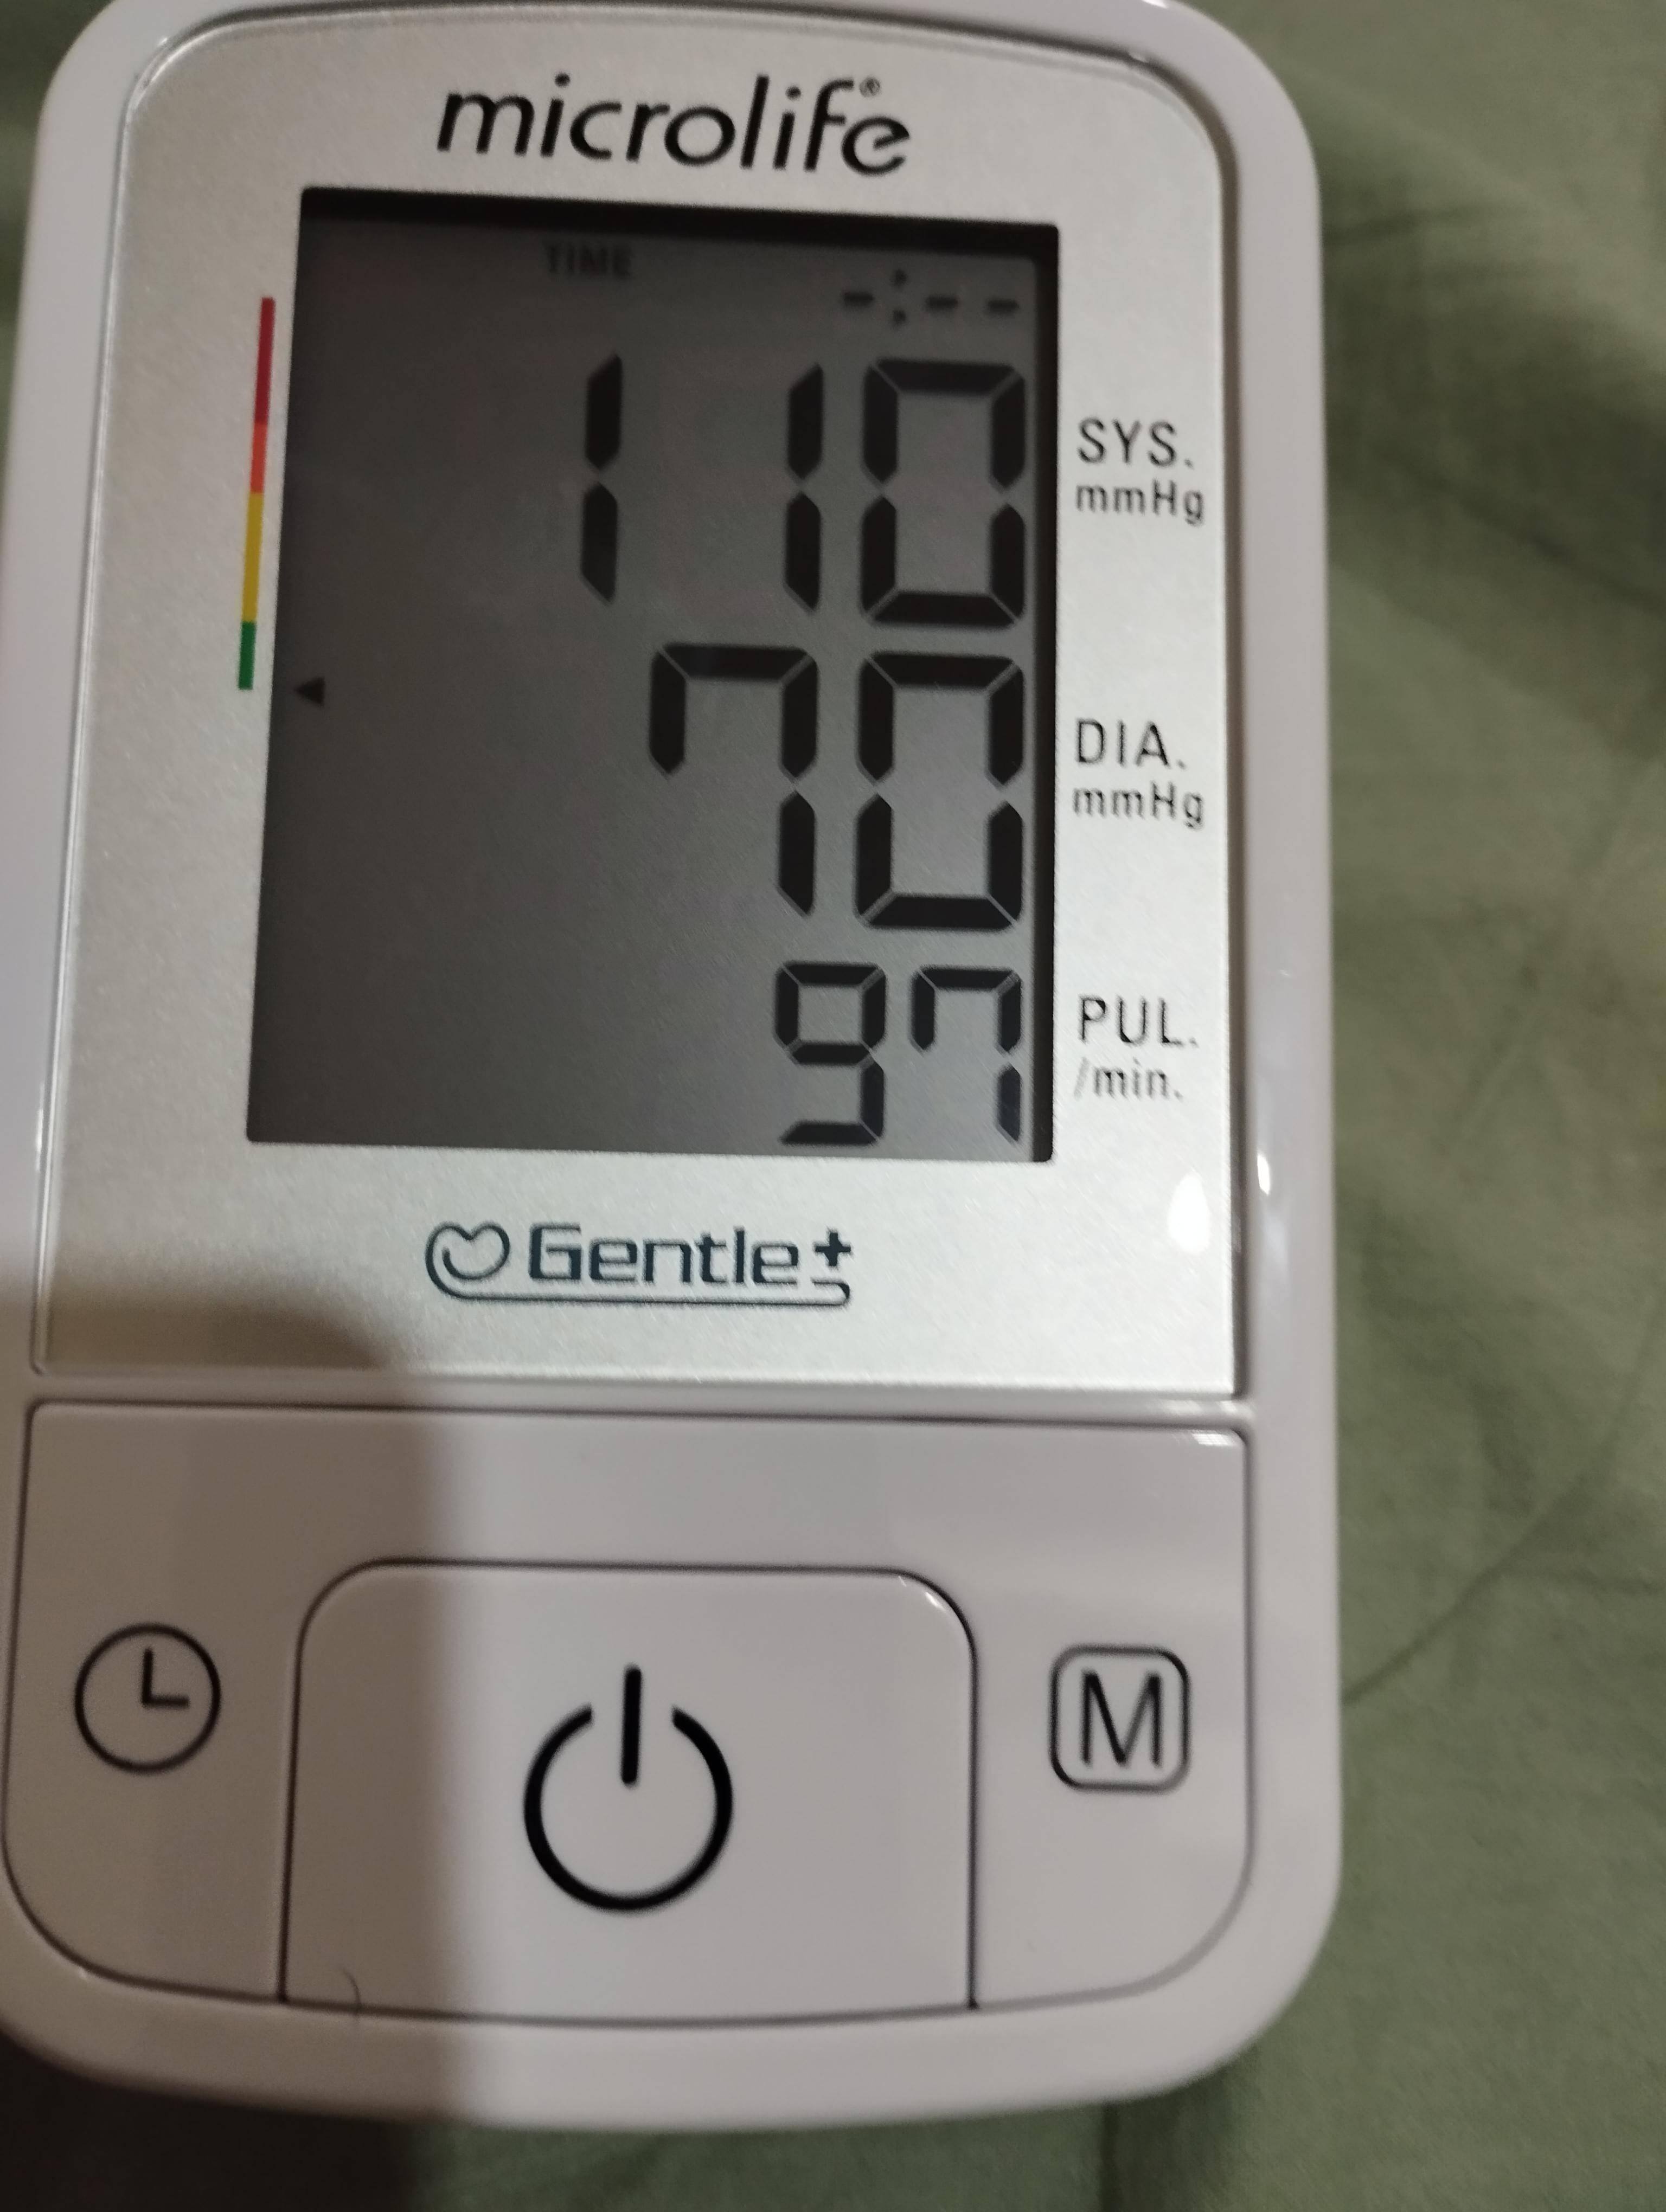 microlife®
TIME -:--
110 SYS. mmHg
70 DIA. mmHg
97 PUL. /min.
Gentle+
M